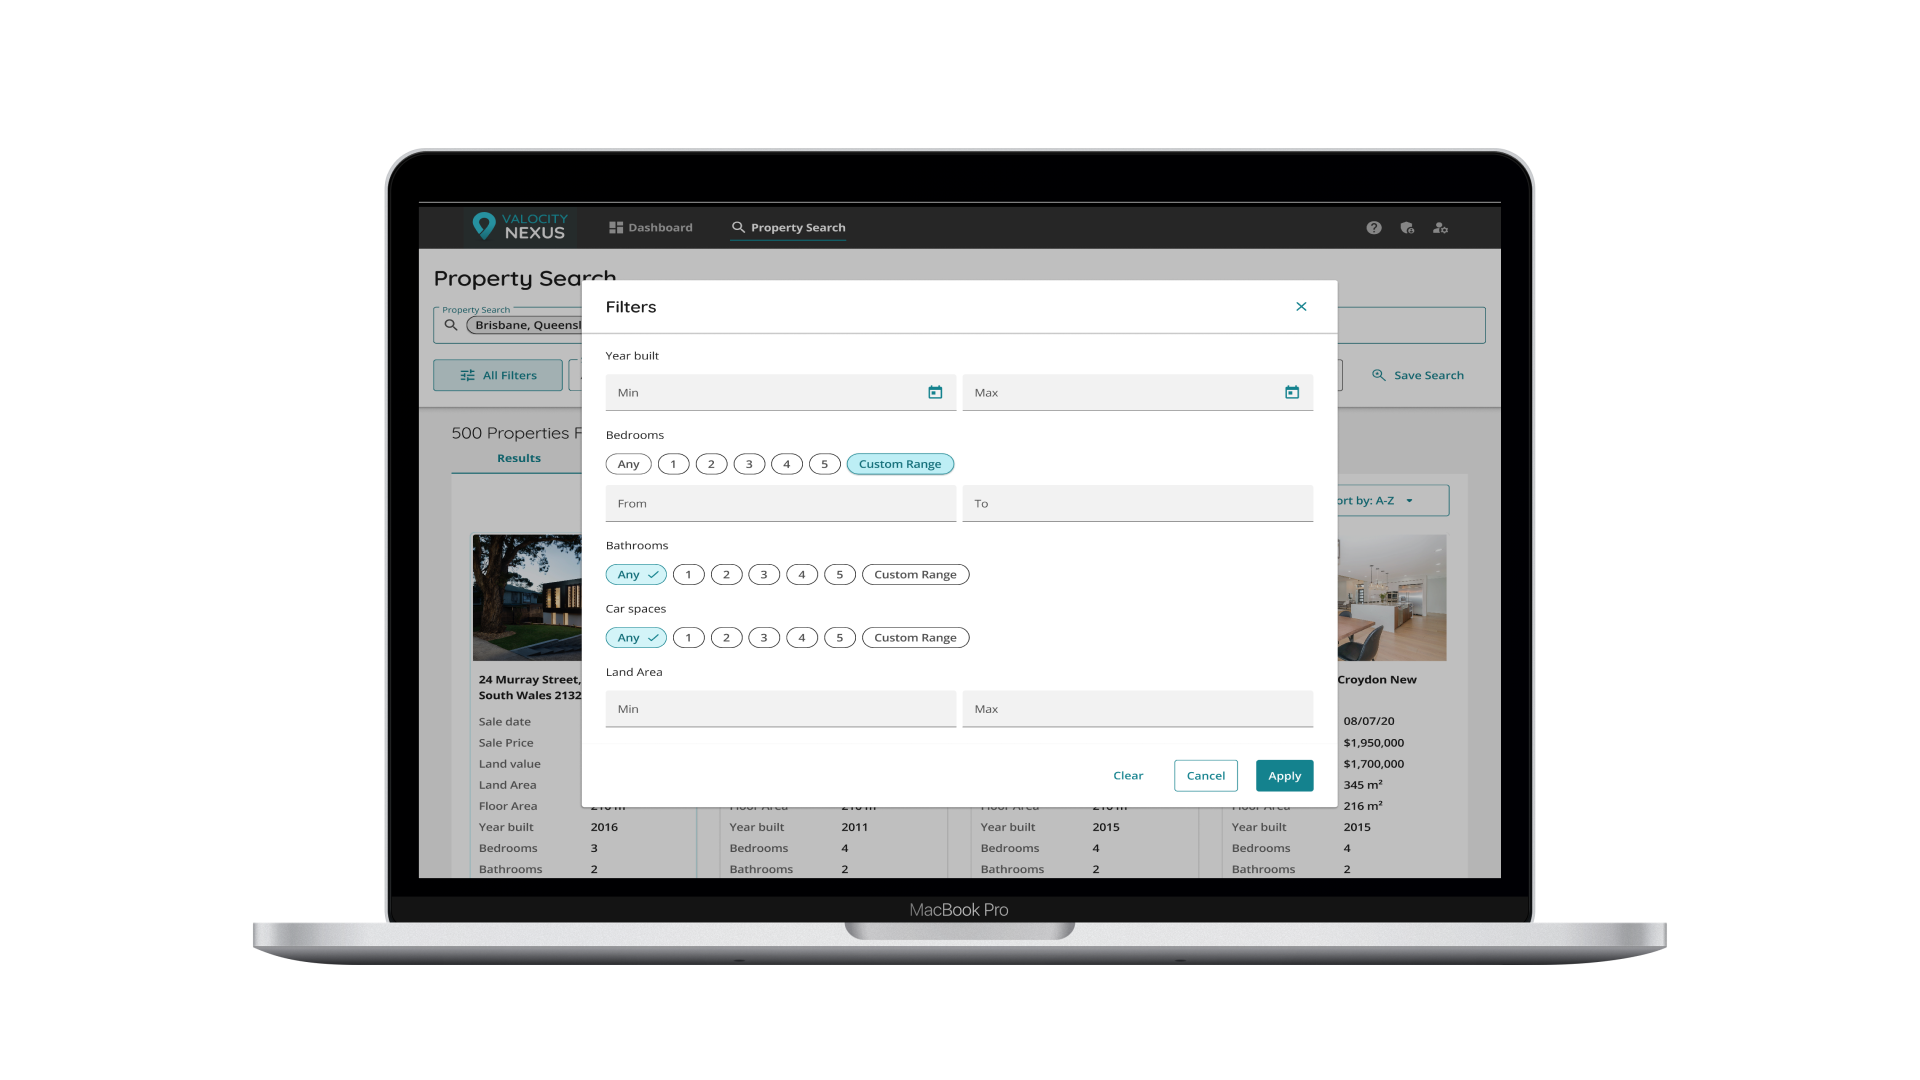 VALOCITY
NEXUS
Dashboard
Property Search
Property Search
Property Search
Brisbane, Queensl
All Filters
Save Search
500 Properties F
Results
ort by: A-Z
Filters
Year built
Min
Max
Bedrooms
Any 1 2 3 4 5 Custom Range
From
To
Bathrooms
Any 1 2 3 4 5 Custom Range
Car spaces
Any 1 2 3 4 5 Custom Range
Land Area
Min
Max
Clear
Cancel
Apply
24 Murray Street,
South Wales 2132
Croydon New
Sale date
08/07/20
Sale Price
$1,950,000
Land value
$1,700,000
Land Area
345 m²
Floor Area
216 m²
Year built 2016 Year built 2011 Year built 2015 Year built 2015
Bedrooms 3 Bedrooms 4 Bedrooms 4 Bedrooms 4
Bathrooms 2 Bathrooms 2 Bathrooms 2 Bathrooms 2
MacBook Pro